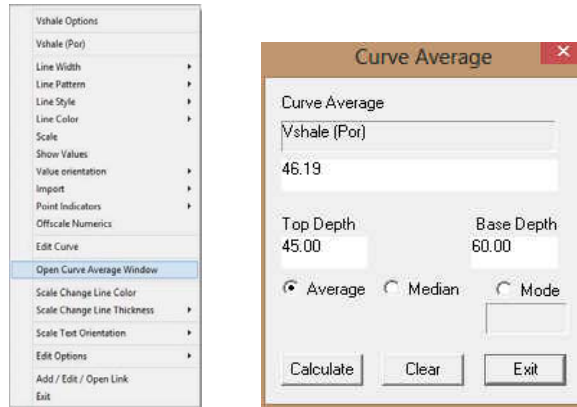 Vshale Options
Vshale (Por)
Line Width
Line Pattern
Line Style
Line Color
Scale
Show Values
Value orientation
Import
Point Indicators
Offscale Numerics
Edit Curve
Open Curve Average Window
Scale Change Line Color
Scale Change Line Thickness
Scale Text Orientation
Edit Options
Add / Edit / Open Link
Exit
Curve Average
Curve Average
Vshale (Por)
46.19
Top Depth Base Depth
45.00 60.00
Average Median Mode
Calculate Clear Exit